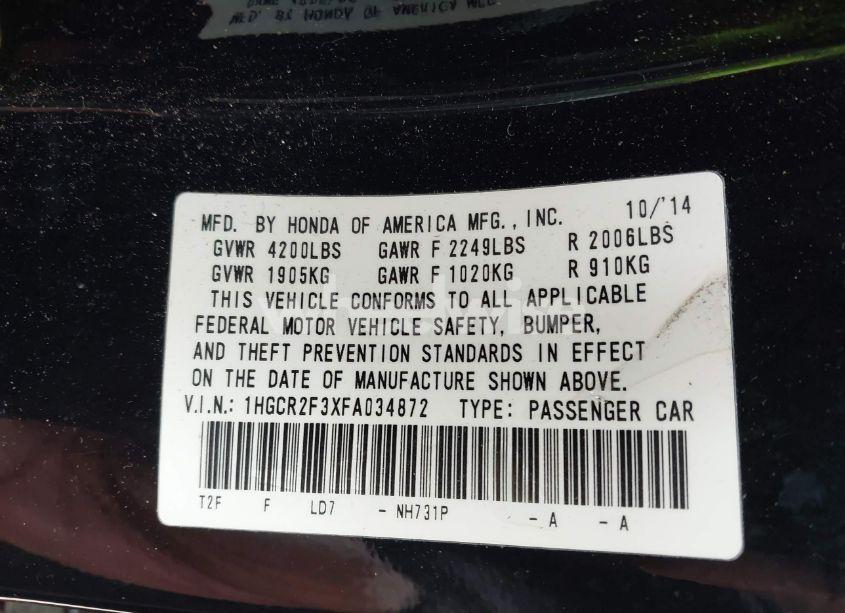 MFD. BY HONDA OF AMERICA MFG., INC. 10/'14
GVWR 4200LBS GAWR F 2249LBS R 2006LBS
GVWR 1905KG GAWR F 1020KG R 910KG
THIS VEHICLE CONFORMS TO ALL APPLICABLE
FEDERAL MOTOR VEHICLE SAFETY, BUMPER,
AND THEFT PREVENTION STANDARDS IN EFFECT
ON THE DATE OF MANUFACTURE SHOWN ABOVE.
V.I.N.: 1HGCR2F3XFA034872 TYPE: PASSENGER CAR
T2F F LD7 - NH731P - A - A